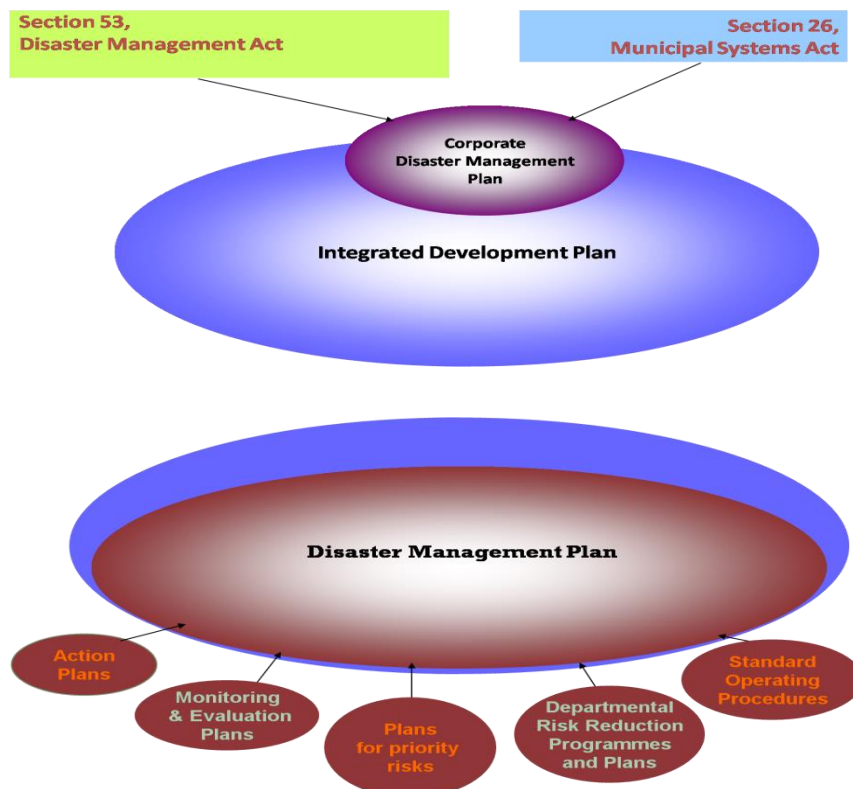 Section 53,
Disaster Management Act
Section 26,
Municipal Systems Act
Corporate
Disaster Management
Plan
Integrated Development Plan
Disaster Management Plan
Action
Plans
Monitoring
& Evaluation
Plans
Plans
for priority
risks
Departmental
Risk Reduction
Programmes
and Plans
Standard
Operating
Procedures